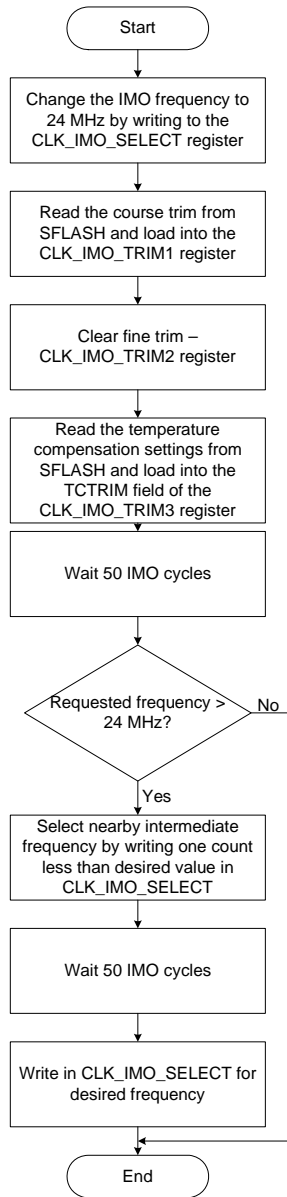 Start
Change the IMO frequency to
24 MHz by writing to the
CLK_IMO_SELECT register
Read the course trim from
SFLASH and load into the
CLK_IMO_TRIM1 register
Clear fine trim –
CLK_IMO_TRIM2 register
Read the temperature
compensation settings from
SFLASH and load into the
TCTRIM field of the
CLK_IMO_TRIM3 register
Wait 50 IMO cycles
Requested frequency >
24 MHz?
No
Yes
Select nearby intermediate
frequency by writing one count
less than desired value in
CLK_IMO_SELECT
Wait 50 IMO cycles
Write in CLK_IMO_SELECT for
desired frequency
End